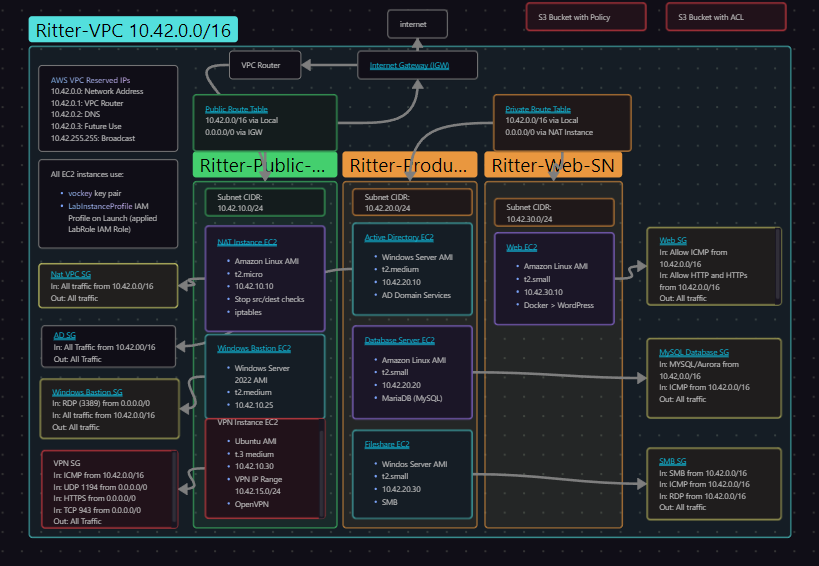 internet
S3 Bucket with Policy
S3 Bucket with ACL
Ritter-VPC 10.42.0.0/16
VPC Router
Internet Gateway (IGW)
AWS VPC Reserved IPs
10.42.0.0: Network Address
10.42.0.1: VPC Router
10.42.0.2: DNS
10.42.0.3: Future Use
10.42.255.255: Broadcast
Public Route Table
10.42.0.0/16 via Local
0.0.0.0/0 via IGW
Private Route Table
10.42.0.0/16 via Local
0.0.0.0/0 via NAT Instance
All EC2 instances use:
vockey key pair
LabInstanceProfile IAM
Profile on Launch (applied
LabRole IAM Role)
Ritter-Public-...
Ritter-Produ...
Ritter-Web-SN
Subnet CIDR:
10.42.10.0/24
Subnet CIDR:
10.42.20.0/24
Subnet CIDR:
10.42.30.0/24
NAT Instance EC2
Amazon Linux AMI
t2.micro
10.42.10.10
Stop src/dest checks
iptables
Active Directory EC2
Windows Server AMI
t2.medium
10.42.20.10
AD Domain Services
Web EC2
Amazon Linux AMI
t2.small
10.42.30.10
Docker > WordPress
Web SG
In: Allow ICMP from
10.42.0.0/16
In: Allow HTTP and HTTPs
from 10.42.0.0/16
Out: All traffic
Nat VPC SG
In: All traffic from 10.42.0.0/16
Out: All traffic
AD SG
In: All Traffic from 10.42.0.0/16
Out: All Traffic
Windows Bastion EC2
Windows Server
2022 AMI
t2.medium
10.42.10.25
Database Server EC2
Amazon Linux AMI
t2.small
10.42.20.20
MariaDB (MySQL)
MySQL Database SG
In: MYSQL/Aurora from
10.42.0.0/16
In: ICMP from 10.42.0.0/16
Out: All traffic
Windows Bastion SG
In: RDP (3389) from 0.0.0.0/0
In: All traffic from 10.42.0.0/16
Out: All traffic
VPN Instance EC2
Ubuntu AMI
t.3 medium
10.42.10.30
VPN IP Range
10.42.15.0/24
OpenVPN
Fileshare EC2
Windos Server AMI
t2.small
10.42.20.30
SMB
SMB SG
In: SMB from 10.42.0.0/16
In: ICMP from 10.42.0.0/16
In: RDP from 10.42.0.0/16
Out: All traffic
VPN SG
In: ICMP from 10.42.0.0/16
In: UDP 1194 from 0.0.0.0/0
In: HTTPS from 0.0.0.0/0
In: TCP 943 from 0.0.0.0/0
Out: All Traffic